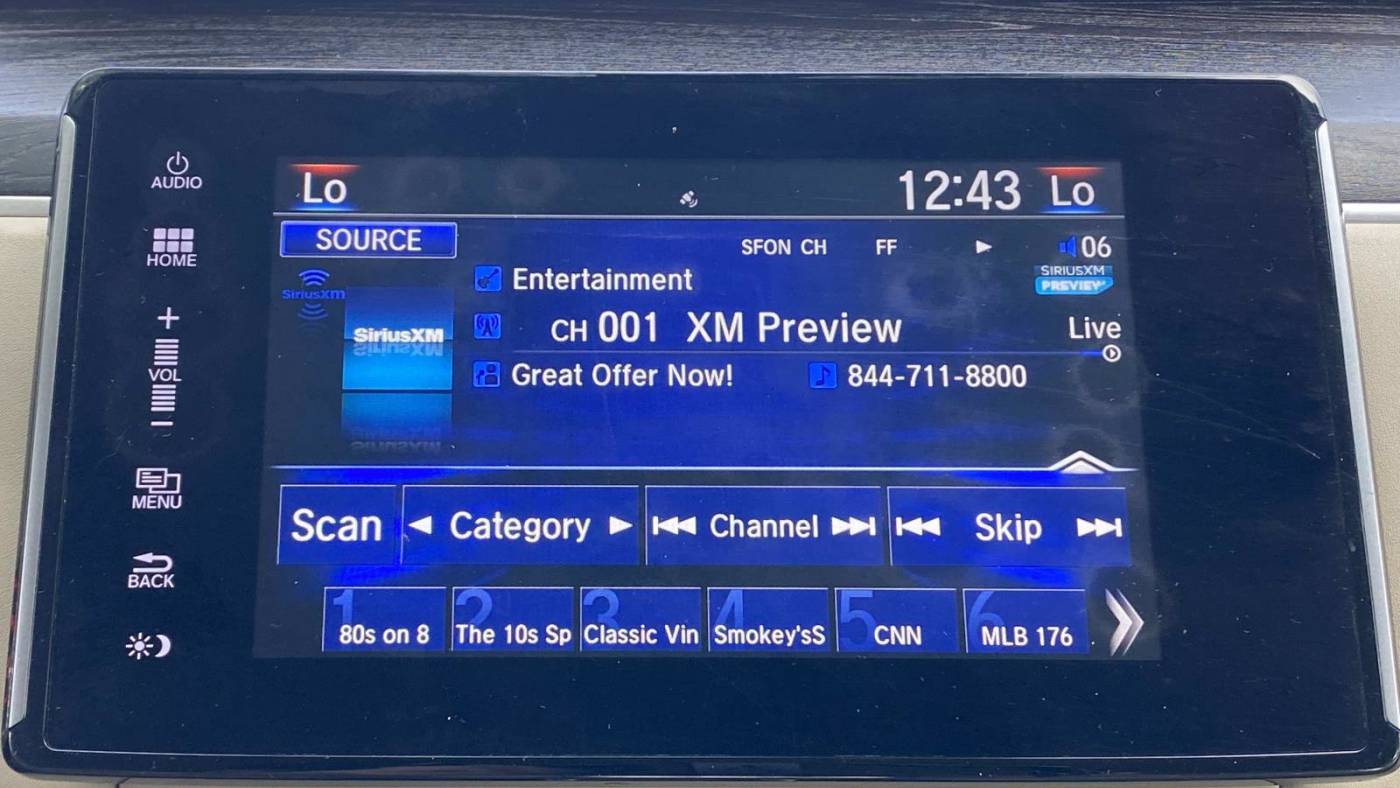 AUDIO
HOME
VOL
MENU
BACK
Lo
12:43
Lo
SOURCE
SFON CH FF
06
SiriusXM
SiriusXM
SIRIUSXM
PREVIEW
Entertainment
CH 001 XM Preview
Live
Great Offer Now!
844-711-8800
Scan
Category
Channel
Skip
1 80s on 8
2 The 10s Sp
3 Classic Vin
4 Smokey'sS
5 CNN
6 MLB 176